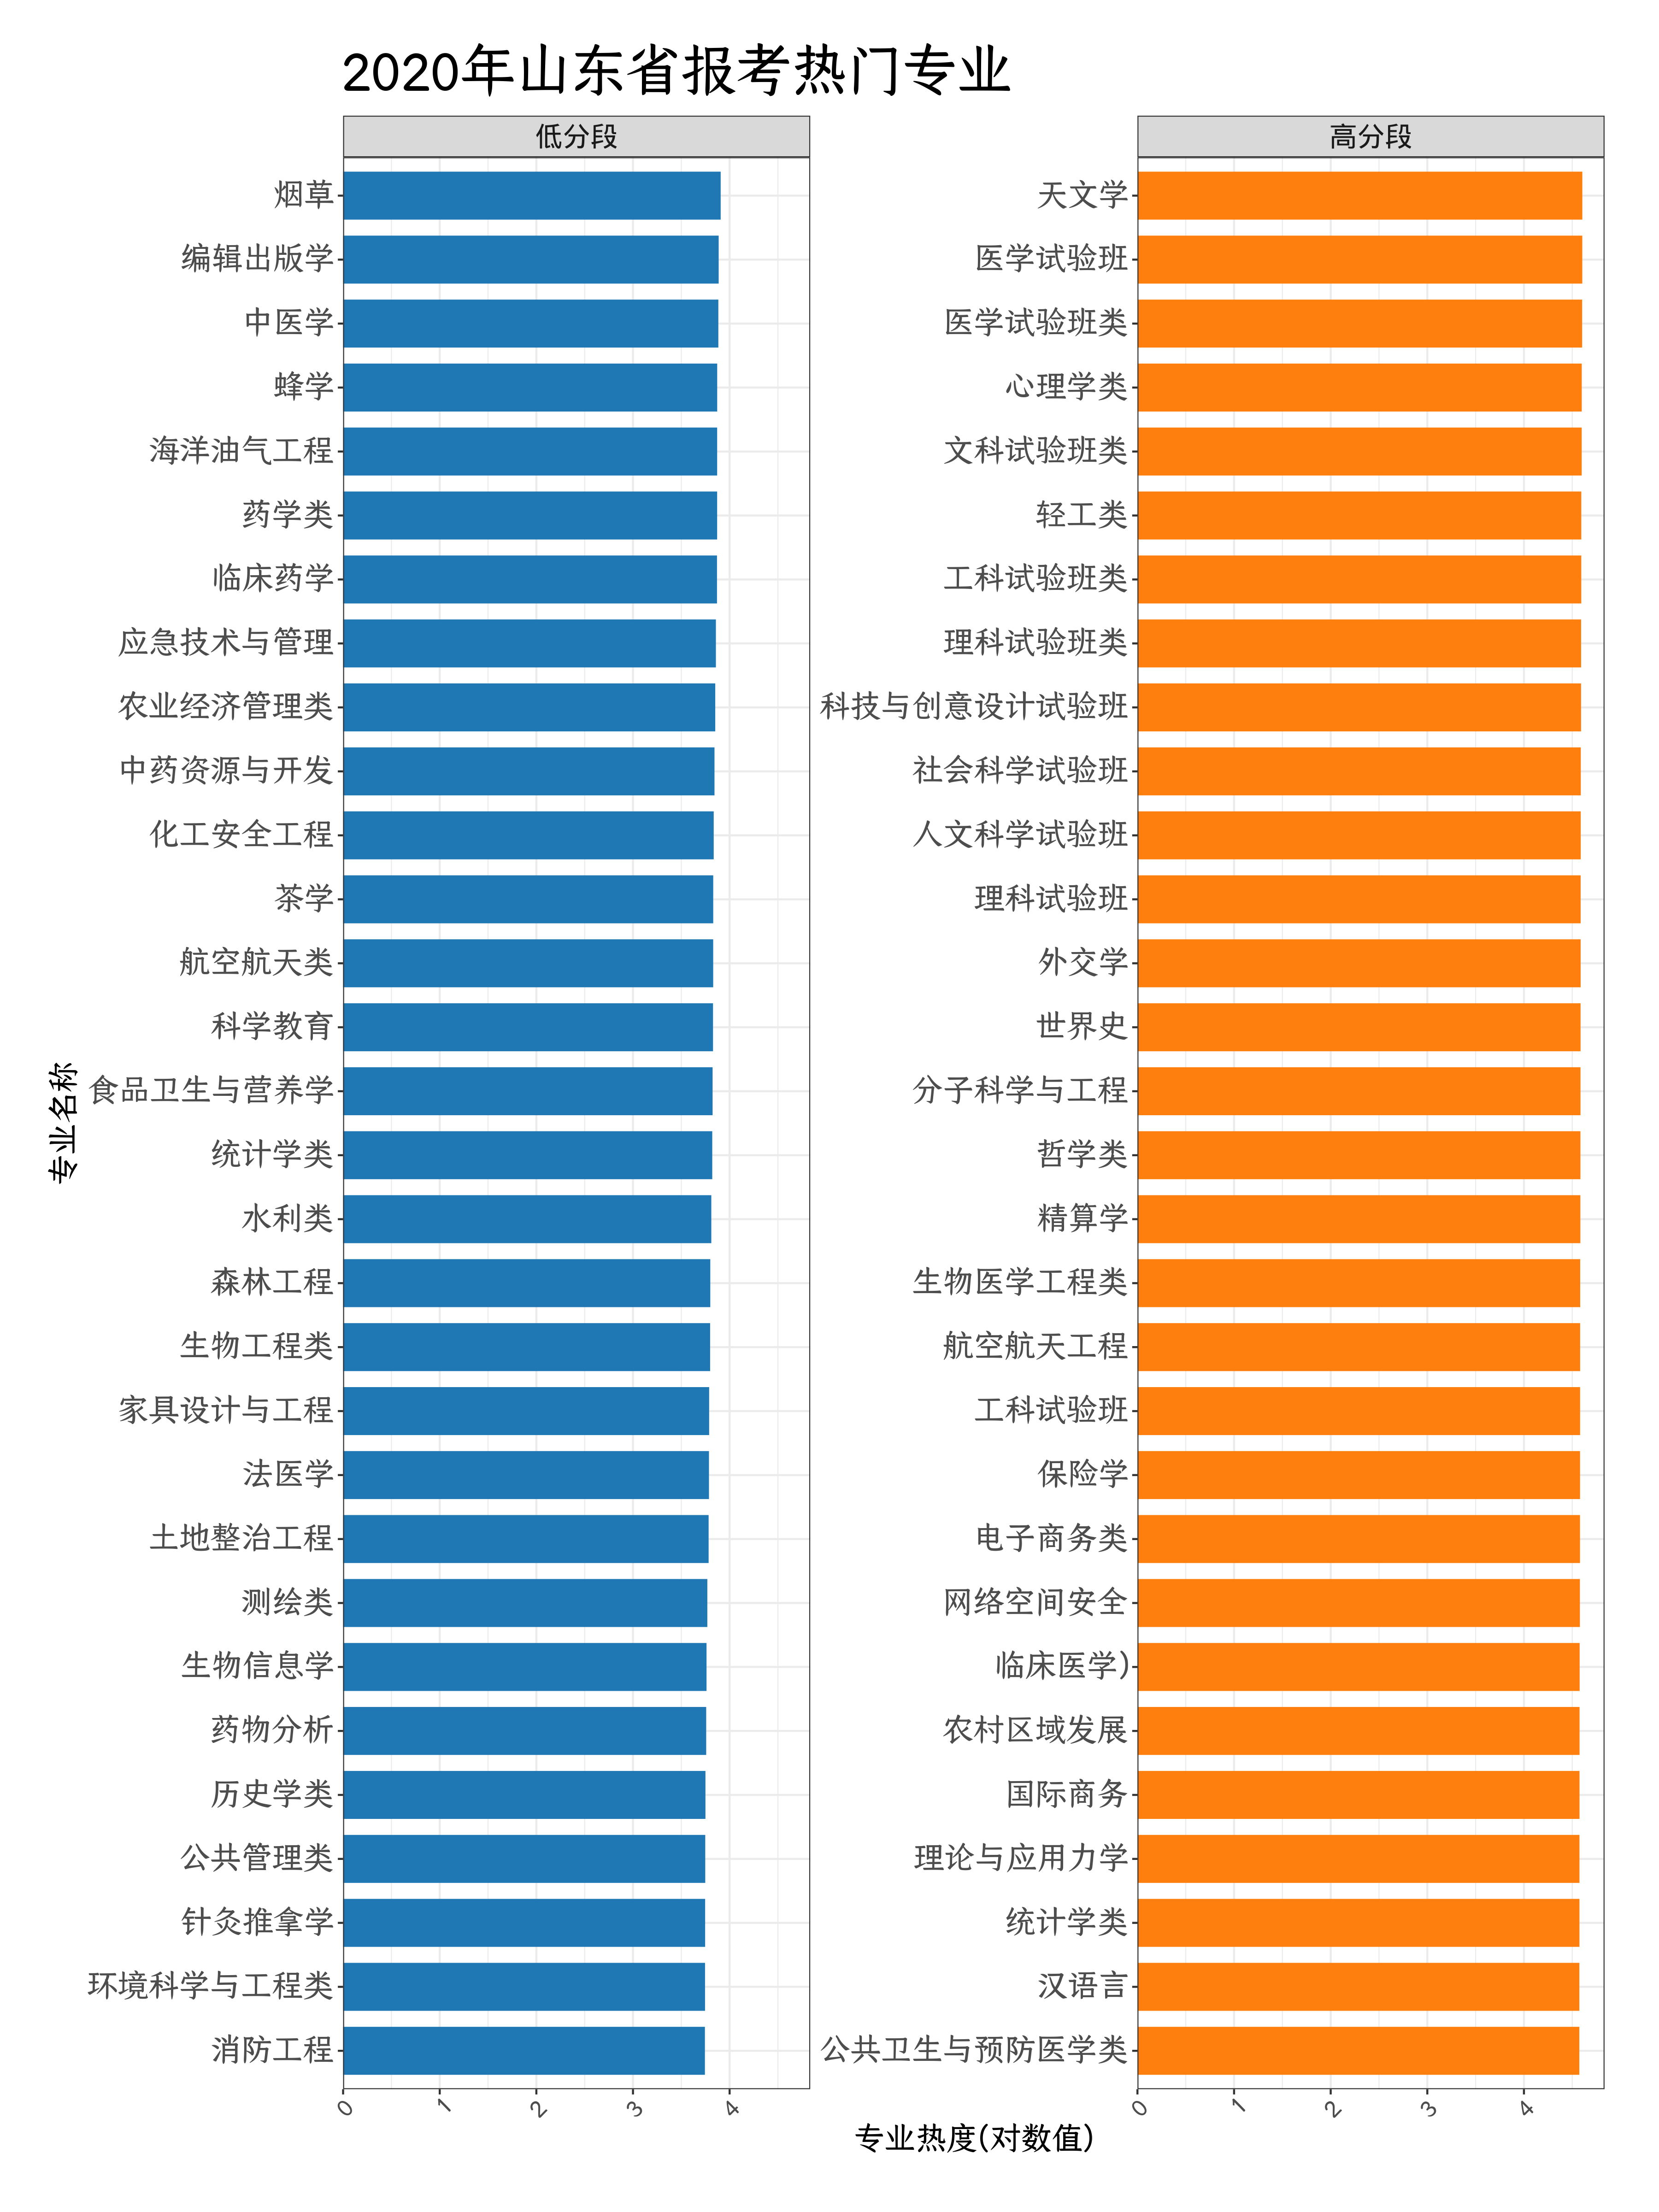 2020年山东省报考热门专业
低分段
烟草
编辑出版学
中医学
蜂学
海洋油气工程
药学类
临床药学
应急技术与管理
农业经济管理类
中药资源与开发
化工安全工程
茶学
航空航天类
科学教育
食品卫生与营养学
统计学类
水利类
森林工程
生物工程类
家具设计与工程
法医学
土地整治工程
测绘类
生物信息学
药物分析
历史学类
公共管理类
针灸推拿学
环境科学与工程类
消防工程
0 1 2 3 4
高分段
天文学
医学试验班
医学试验班类
心理学类
文科试验班类
轻工类
工科试验班类
理科试验班类
科技与创意设计试验班
社会科学试验班
人文科学试验班
理科试验班
外交学
世界史
分子科学与工程
哲学类
精算学
生物医学工程类
航空航天工程
工科试验班
保险学
电子商务类
网络空间安全
临床医学)
农村区域发展
国际商务
理论与应用力学
统计学类
汉语言
公共卫生与预防医学类
0 1 2 3 4
专业热度(对数值)
专业名称